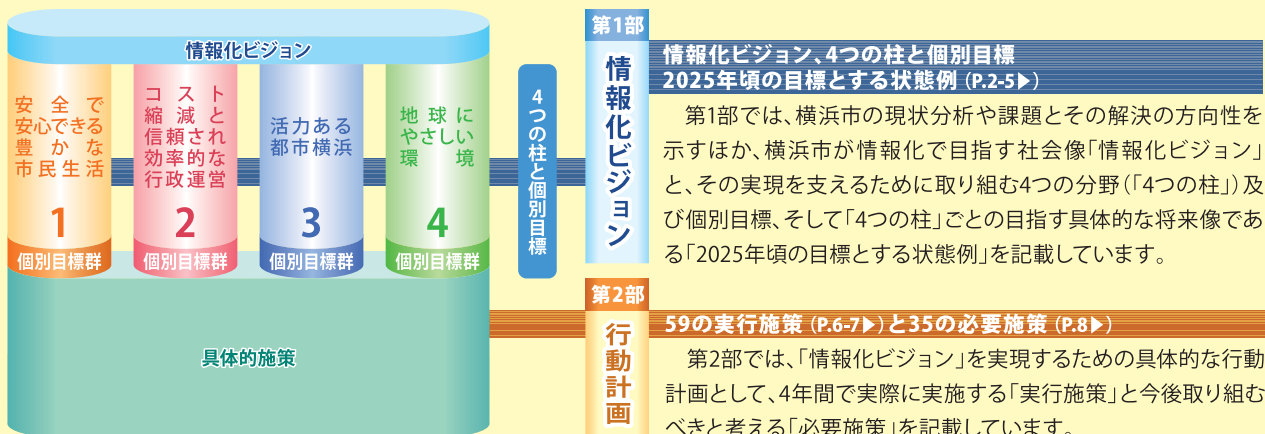 情報化ビジョン
安全で
安心できる
豊かな
市民生活
1
個別目標群
コスト
縮減と
信頼され
効率的な
行政運営
2
個別目標群
活力ある
都市横浜
3
個別目標群
地球に
やさしい
環境
4
個別目標群
具体的施策
4つの柱と個別目標
第1部
情報化ビジョン
情報化ビジョン、4つの柱と個別目標
2025年頃の目標とする状態例(P.2-5▶)
第1部では、横浜市の現状分析や課題とその解決の方向性を
示すほか、横浜市が情報化で目指す社会像「情報化ビジョン」
と、その実現を支えるために取り組む4つの分野(「4つの柱」)及
び個別目標、そして「4つの柱」ごとの目指す具体的な将来像であ
る「2025年頃の目標とする状態例」を記載しています。
第2部
行動計画
59の実行施策(P.6-7▶)と35の必要施策(P.8▶)
第2部では、「情報化ビジョン」を実現するための具体的な行動
計画として、4年間で実際に実施する「実行施策」と今後取り組む
べきと考える「必要施策」を記載しています。